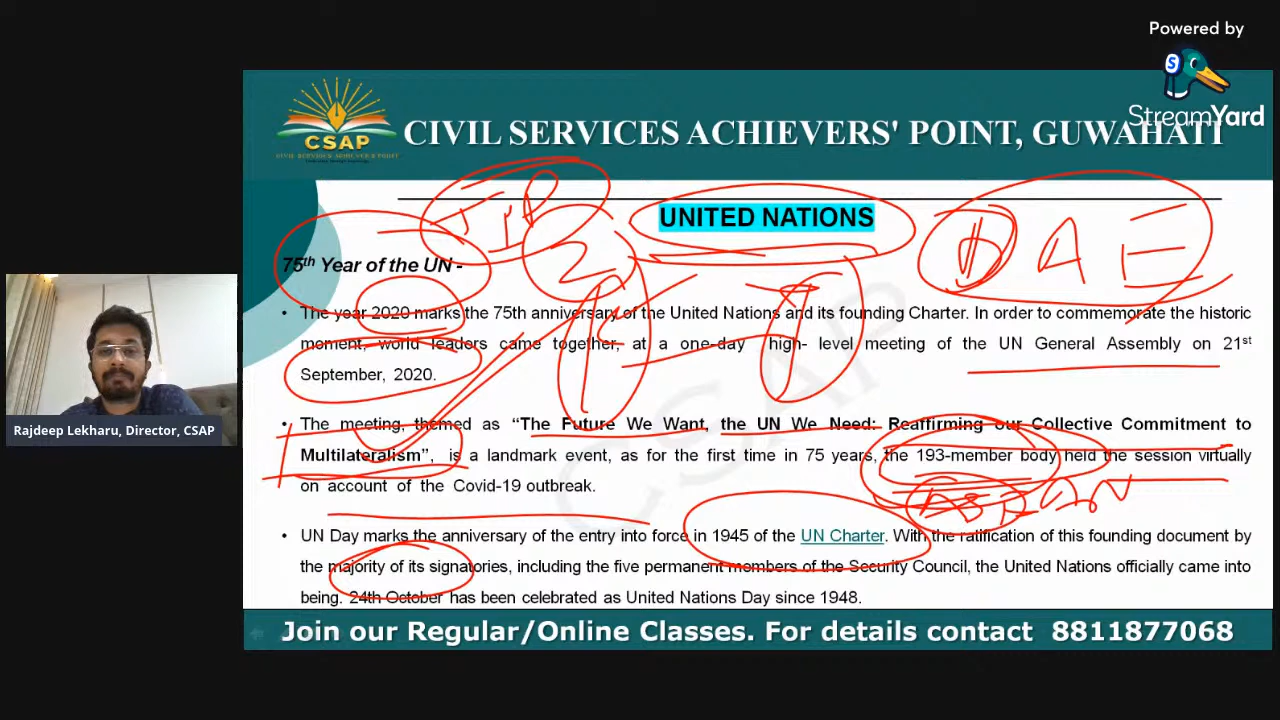 Powered by
StreamYard
CSAP
CIVIL SERVICES ACHIEVERS' POINT, GUWAHATI
UNITED NATIONS
D A E
2
75th Year of the UN -
• The year 2020 marks the 75th anniversary of the United Nations and its founding Charter. In order to commemorate the historic
moment, world leaders came together, at a one-day high- level meeting of the UN General Assembly on 21st
September, 2020.
• The meeting, themed as “The Future We Want, the UN We Need: Reaffirming our Collective Commitment to
Multilateralism”, is a landmark event, as for the first time in 75 years, the 193-member body held the session virtually
on account of the Covid-19 outbreak.
• UN Day marks the anniversary of the entry into force in 1945 of the UN Charter. With the ratification of this founding document by
the majority of its signatories, including the five permanent members of the Security Council, the United Nations officially came into
being. 24th October has been celebrated as United Nations Day since 1948.
CSAP
Rajdeep Lekharu, Director, CSAP
Join our Regular/Online Classes. For details contact 8811877068